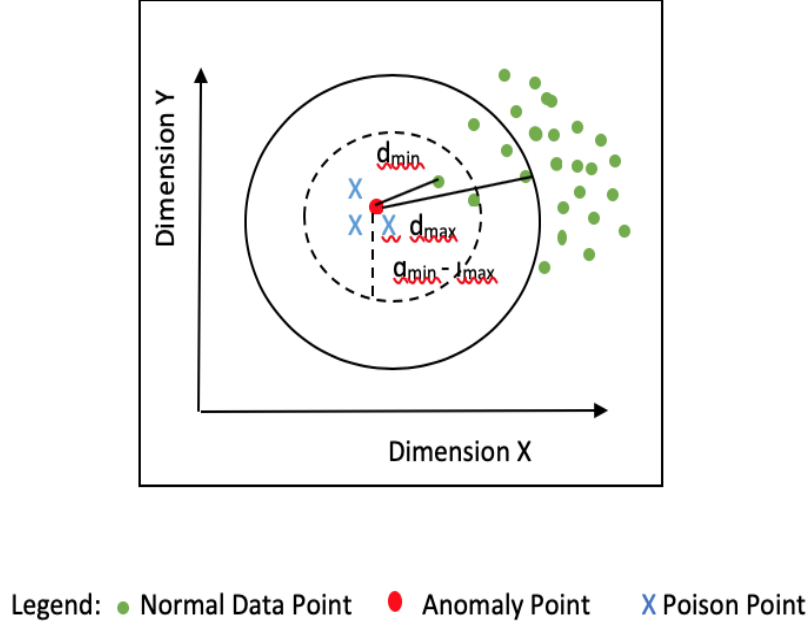 Dimension Y
dmin
X
X
X dmax
Dimension X
Legend: Normal Data Point Anomaly Point X Poison Point